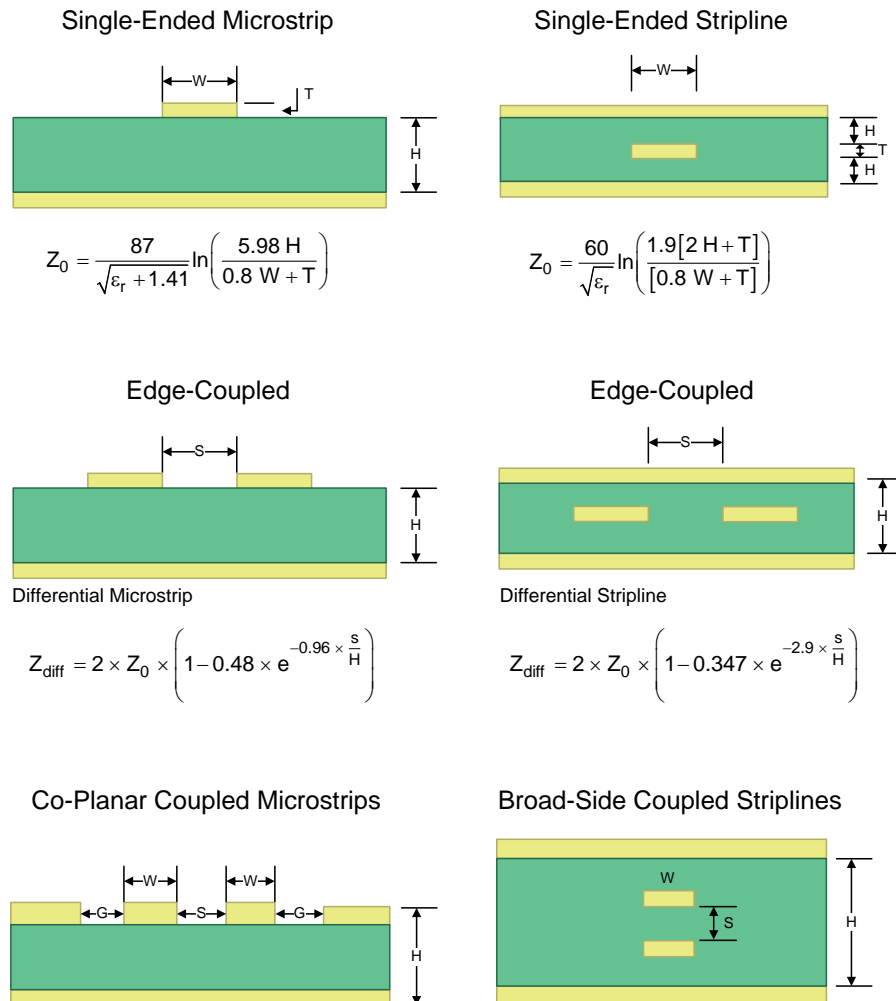 Single-Ended Microstrip
W
T
H
Z₀ = 87/√(εr + 1.41) ln(5.98 H/(0.8 W + T))
Single-Ended Stripline
W
H
T
H
Z₀ = 60/√εr ln(1.9[2 H + T]/[0.8 W + T])
Edge-Coupled
S
H
Differential Microstrip
Zdiff = 2 × Z₀ × (1 − 0.48 × e^(−0.96 × s/H))
Edge-Coupled
S
H
Differential Stripline
Zdiff = 2 × Z₀ × (1 − 0.347 × e^(−2.9 × s/H))
Co-Planar Coupled Microstrips
W W
G S G
H
Broad-Side Coupled Striplines
W
S
H